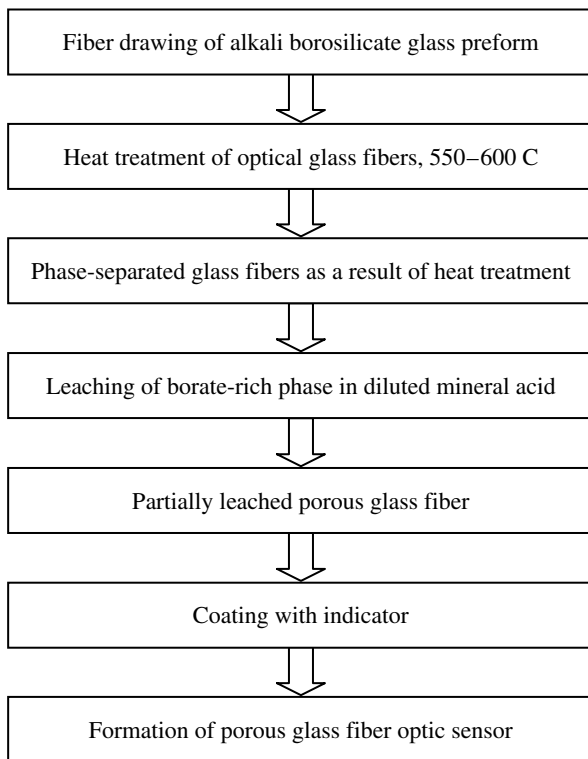 Fiber drawing of alkali borosilicate glass preform
Heat treatment of optical glass fibers, 550–600 C
Phase-separated glass fibers as a result of heat treatment
Leaching of borate-rich phase in diluted mineral acid
Partially leached porous glass fiber
Coating with indicator
Formation of porous glass fiber optic sensor